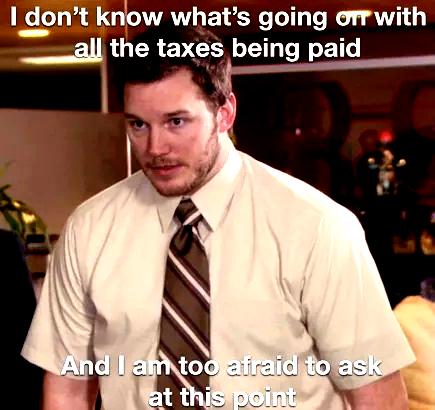 I don't know what's going on with
all the taxes being paid
And I am too afraid to ask
at this point